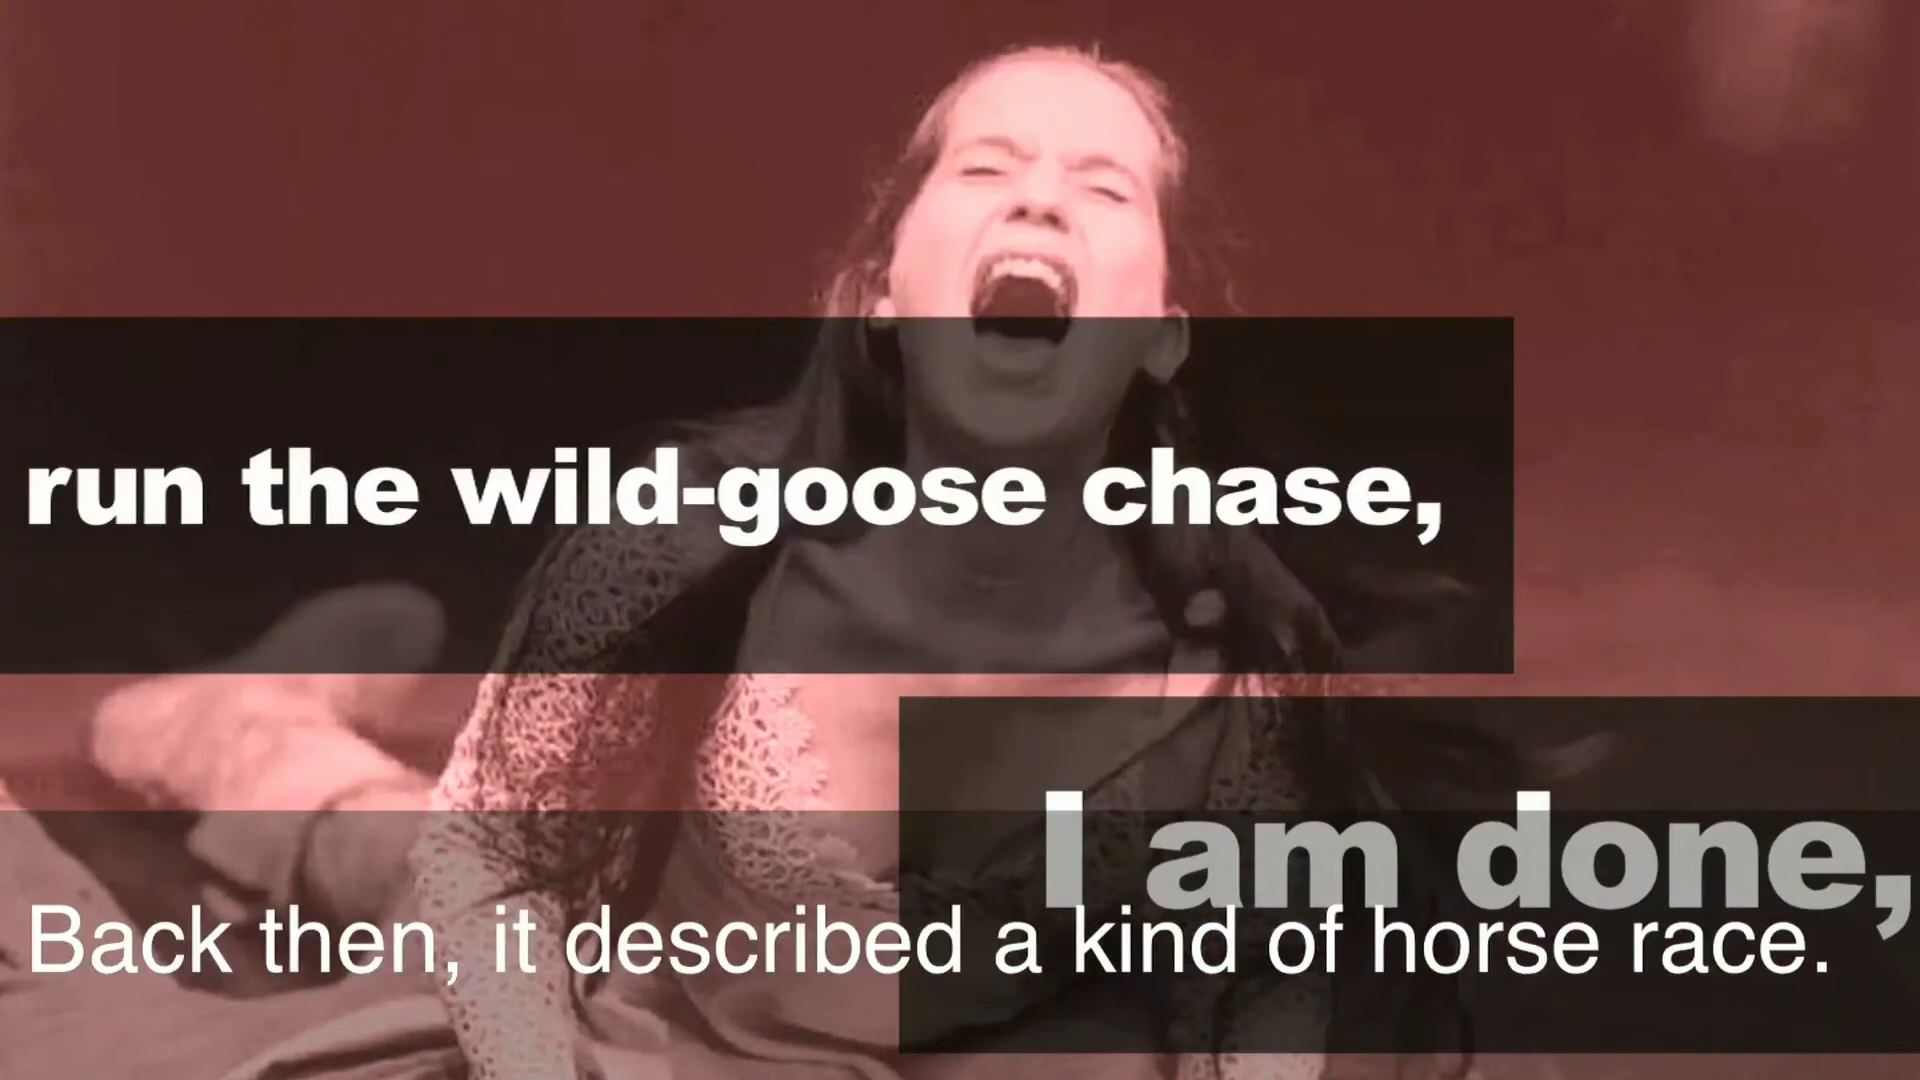 run the wild-goose chase,
I am done,
Back then, it described a kind of horse race.